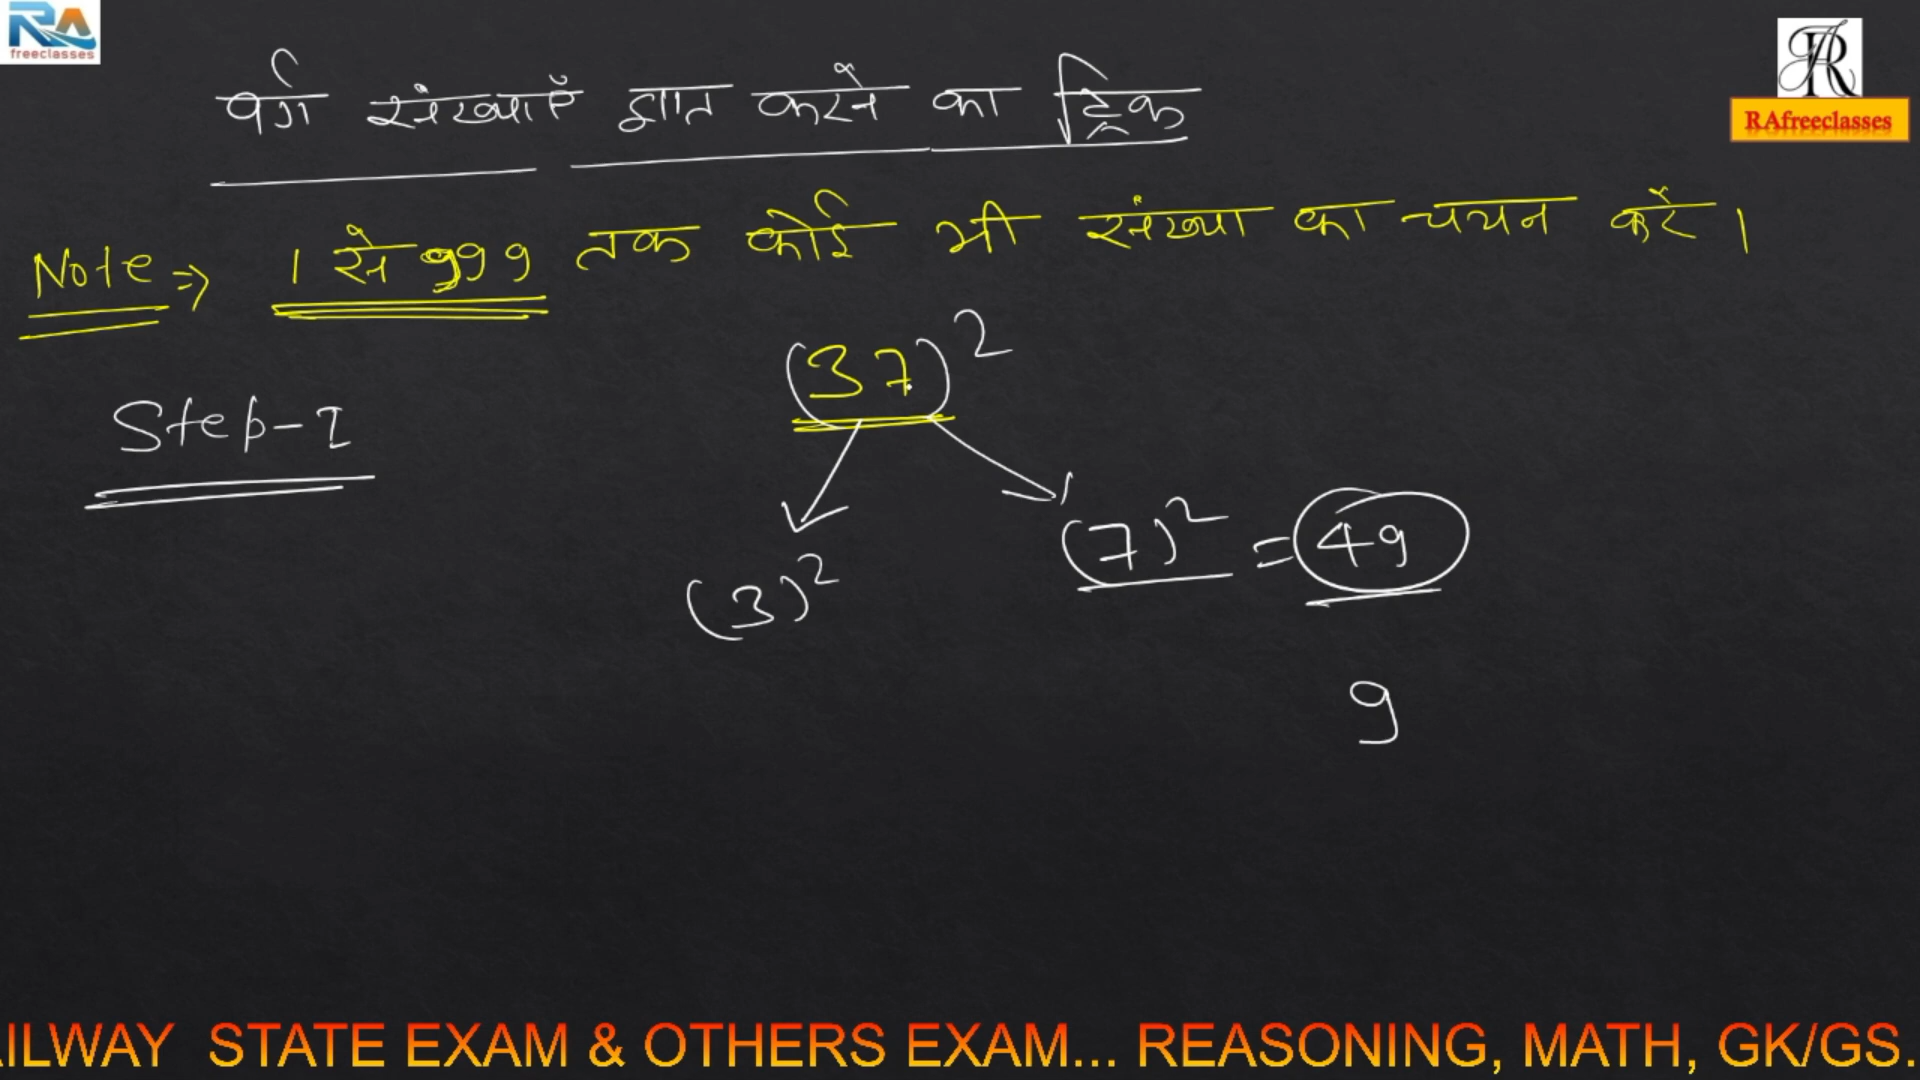 RA
freeclasses
AR
RAfreeclasses
वर्ग संख्याएँ ज्ञात करने का ट्रिक
Note ⇒ 1 से 999 तक कोई भी संख्या का चयन करें।
(37)²
Step-I
(7)² = 49
(3)²
9
ILWAY STATE EXAM & OTHERS EXAM... REASONING, MATH, GK/GS.